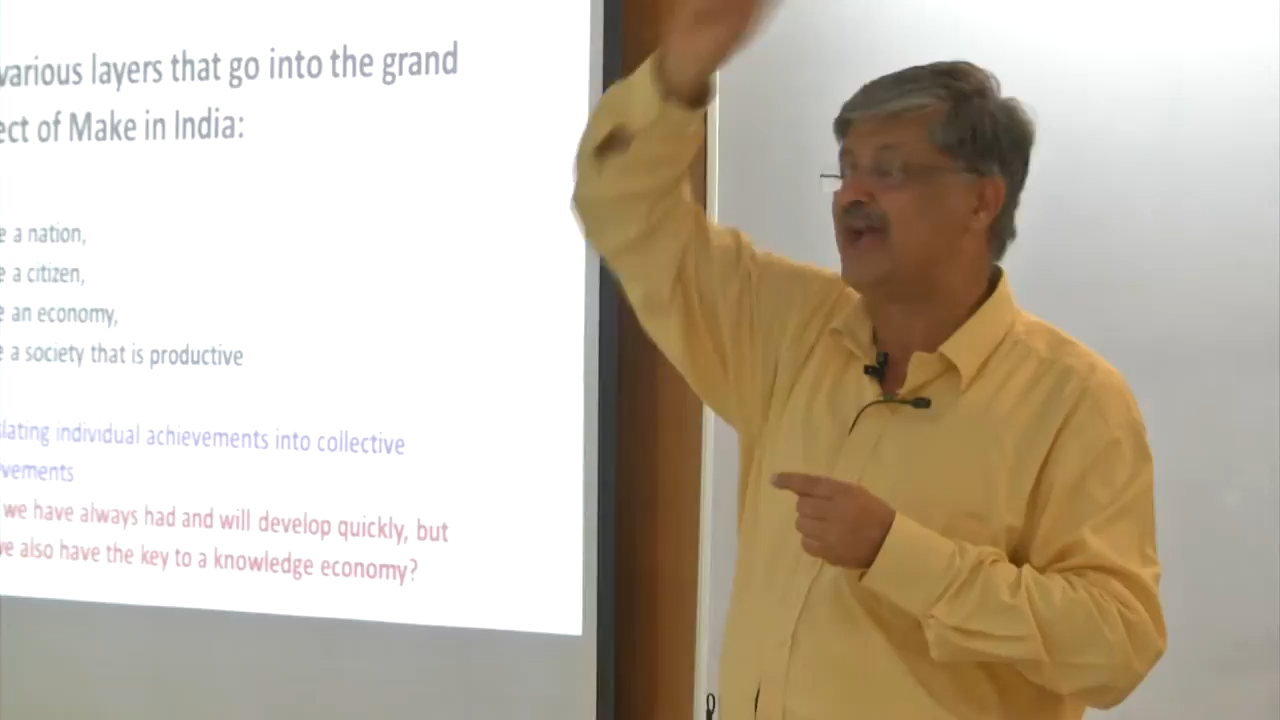 various layers that go into the grand
ect of Make in India:
e a nation,
e a citizen,
e an economy,
e a society that is productive
lating individual achievements into collective
vements
we have always had and will develop quickly, but
ve also have the key to a knowledge economy?